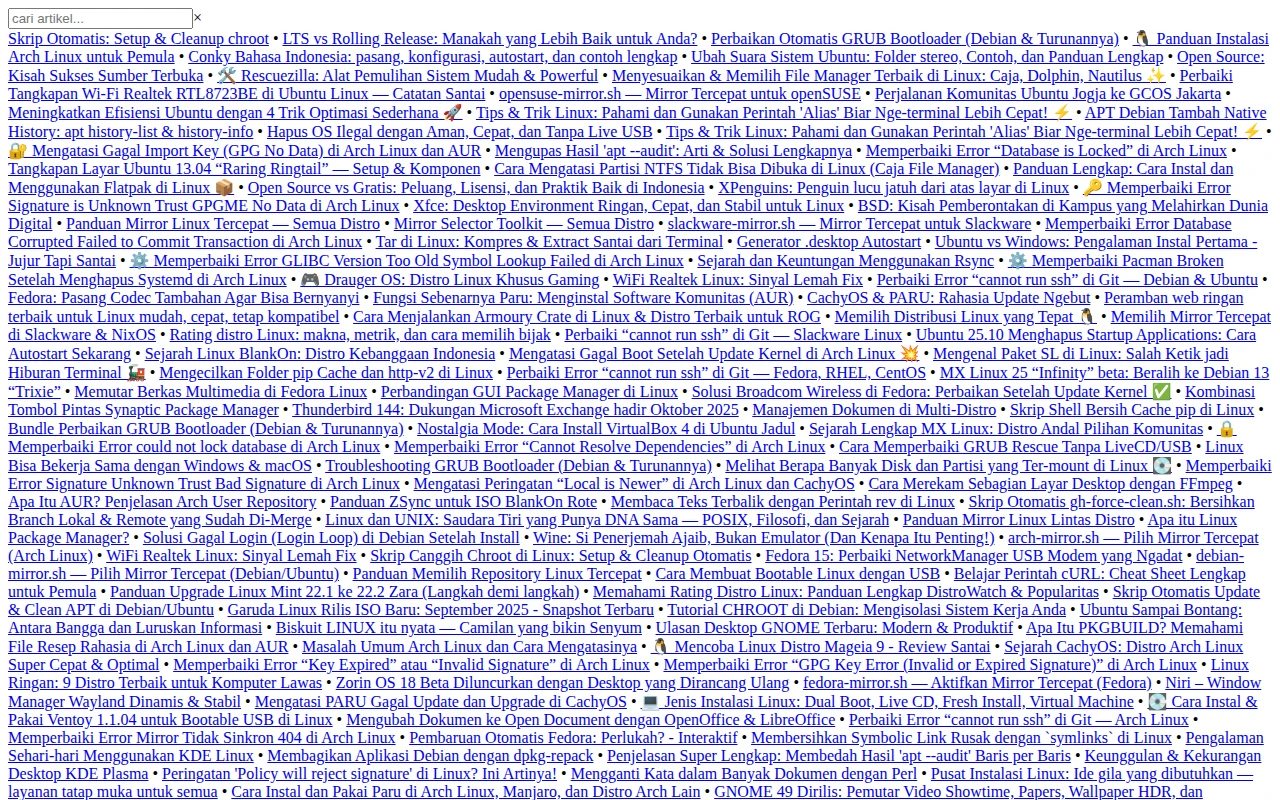 cari artikel... ×
Skrip Otomatis: Setup & Cleanup chroot • LTS vs Rolling Release: Manakah yang Lebih Baik untuk Anda? • Perbaikan Otomatis GRUB Bootloader (Debian & Turunannya) • 🐧 Panduan Instalasi
Arch Linux untuk Pemula • Conky Bahasa Indonesia: pasang, konfigurasi, autostart, dan contoh lengkap • Ubah Suara Sistem Ubuntu: Folder stereo, Contoh, dan Panduan Lengkap • Open Source:
Kisah Sukses Sumber Terbuka • 🛠️ Rescuezilla: Alat Pemulihan Sistem Mudah & Powerful • Menyesuaikan & Memilih File Manager Terbaik di Linux: Caja, Dolphin, Nautilus ✨ • Perbaiki
Tangkapan Wi-Fi Realtek RTL8723BE di Ubuntu Linux — Catatan Santai • opensuse-mirror.sh — Mirror Tercepat untuk openSUSE • Perjalanan Komunitas Ubuntu Jogja ke GCOS Jakarta •
Meningkatkan Efisiensi Ubuntu dengan 4 Trik Optimasi Sederhana 🚀 • Tips & Trik Linux: Pahami dan Gunakan Perintah 'Alias' Biar Nge-terminal Lebih Cepat! ⚡ • APT Debian Tambah Native
History: apt history-list & history-info • Hapus OS Ilegal dengan Aman, Cepat, dan Tanpa Live USB • Tips & Trik Linux: Pahami dan Gunakan Perintah 'Alias' Biar Nge-terminal Lebih Cepat! ⚡ •
🔐 Mengatasi Gagal Import Key (GPG No Data) di Arch Linux dan AUR • Mengupas Hasil 'apt --audit': Arti & Solusi Lengkapnya • Memperbaiki Error “Database is Locked” di Arch Linux •
Tangkapan Layar Ubuntu 13.04 “Raring Ringtail” — Setup & Komponen • Cara Mengatasi Partisi NTFS Tidak Bisa Dibuka di Linux (Caja File Manager) • Panduan Lengkap: Cara Instal dan
Menggunakan Flatpak di Linux 📦 • Open Source vs Gratis: Peluang, Lisensi, dan Praktik Baik di Indonesia • XPenguins: Penguin lucu jatuh dari atas layar di Linux • 🔑 Memperbaiki Error
Signature is Unknown Trust GPGME No Data di Arch Linux • Xfce: Desktop Environment Ringan, Cepat, dan Stabil untuk Linux • BSD: Kisah Pemberontakan di Kampus yang Melahirkan Dunia
Digital • Panduan Mirror Linux Tercepat — Semua Distro • Mirror Selector Toolkit — Semua Distro • slackware-mirror.sh — Mirror Tercepat untuk Slackware • Memperbaiki Error Database
Corrupted Failed to Commit Transaction di Arch Linux • Tar di Linux: Kompres & Extract Santai dari Terminal • Generator .desktop Autostart • Ubuntu vs Windows: Pengalaman Instal Pertama -
Jujur Tapi Santai • ⚙️ Memperbaiki Error GLIBC Version Too Old Symbol Lookup Failed di Arch Linux • Sejarah dan Keuntungan Menggunakan Rsync • ⚙️ Memperbaiki Pacman Broken
Setelah Menghapus Systemd di Arch Linux • 🎮 Drauger OS: Distro Linux Khusus Gaming • WiFi Realtek Linux: Sinyal Lemah Fix • Perbaiki Error “cannot run ssh” di Git — Debian & Ubuntu •
Fedora: Pasang Codec Tambahan Agar Bisa Bernyanyi • Fungsi Sebenarnya Paru: Menginstal Software Komunitas (AUR) • CachyOS & PARU: Rahasia Update Ngebut • Peramban web ringan
terbaik untuk Linux mudah, cepat, tetap kompatibel • Cara Menjalankan Armoury Crate di Linux & Distro Terbaik untuk ROG • Memilih Distribusi Linux yang Tepat 🐧 • Memilih Mirror Tercepat
di Slackware & NixOS • Rating distro Linux: makna, metrik, dan cara memilih bijak • Perbaiki “cannot run ssh” di Git — Slackware Linux • Ubuntu 25.10 Menghapus Startup Applications: Cara
Autostart Sekarang • Sejarah Linux BlankOn: Distro Kebanggaan Indonesia • Mengatasi Gagal Boot Setelah Update Kernel di Arch Linux 💥 • Mengenal Paket SL di Linux: Salah Ketik jadi
Hiburan Terminal 🚂 • Mengecilkan Folder pip Cache dan http-v2 di Linux • Perbaiki Error “cannot run ssh” di Git — Fedora, RHEL, CentOS • MX Linux 25 “Infinity” beta: Beralih ke Debian 13
“Trixie” • Memutar Berkas Multimedia di Fedora Linux • Perbandingan GUI Package Manager di Linux • Solusi Broadcom Wireless di Fedora: Perbaikan Setelah Update Kernel ✅ • Kombinasi
Tombol Pintas Synaptic Package Manager • Thunderbird 144: Dukungan Microsoft Exchange hadir Oktober 2025 • Manajemen Dokumen di Multi-Distro • Skrip Shell Bersih Cache pip di Linux •
Bundle Perbaikan GRUB Bootloader (Debian & Turunannya) • Nostalgia Mode: Cara Install VirtualBox 4 di Ubuntu Jadul • Sejarah Lengkap MX Linux: Distro Andal Pilihan Komunitas • 🔒
Memperbaiki Error could not lock database di Arch Linux • Memperbaiki Error “Cannot Resolve Dependencies” di Arch Linux • Cara Memperbaiki GRUB Rescue Tanpa LiveCD/USB • Linux
Bisa Bekerja Sama dengan Windows & macOS • Troubleshooting GRUB Bootloader (Debian & Turunannya) • Melihat Berapa Banyak Disk dan Partisi yang Ter-mount di Linux 💽 • Memperbaiki
Error Signature Unknown Trust Bad Signature di Arch Linux • Mengatasi Peringatan “Local is Newer” di Arch Linux dan CachyOS • Cara Merekam Sebagian Layar Desktop dengan FFmpeg •
Apa Itu AUR? Penjelasan Arch User Repository • Panduan ZSync untuk ISO BlankOn Rote • Membaca Teks Terbalik dengan Perintah rev di Linux • Skrip Otomatis gh-force-clean.sh: Bersihkan
Branch Lokal & Remote yang Sudah Di-Merge • Linux dan UNIX: Saudara Tiri yang Punya DNA Sama — POSIX, Filosofi, dan Sejarah • Panduan Mirror Linux Lintas Distro • Apa itu Linux
Package Manager? • Solusi Gagal Login (Login Loop) di Debian Setelah Install • Wine: Si Penerjemah Ajaib, Bukan Emulator (Dan Kenapa Itu Penting!) • arch-mirror.sh — Pilih Mirror Tercepat
(Arch Linux) • WiFi Realtek Linux: Sinyal Lemah Fix • Skrip Canggih Chroot di Linux: Setup & Cleanup Otomatis • Fedora 15: Perbaiki NetworkManager USB Modem yang Ngadat • debian-
mirror.sh — Pilih Mirror Tercepat (Debian/Ubuntu) • Panduan Memilih Repository Linux Tercepat • Cara Membuat Bootable Linux dengan USB • Belajar Perintah cURL: Cheat Sheet Lengkap
untuk Pemula • Panduan Upgrade Linux Mint 22.1 ke 22.2 Zara (Langkah demi langkah) • Memahami Rating Distro Linux: Panduan Lengkap DistroWatch & Popularitas • Skrip Otomatis Update
& Clean APT di Debian/Ubuntu • Garuda Linux Rilis ISO Baru: September 2025 - Snapshot Terbaru • Tutorial CHROOT di Debian: Mengisolasi Sistem Kerja Anda • Ubuntu Sampai Bontang:
Antara Bangga dan Luruskan Informasi • Biskuit LINUX itu nyata — Camilan yang bikin Senyum • Ulasan Desktop GNOME Terbaru: Modern & Produktif • Apa Itu PKGBUILD? Memahami
File Resep Rahasia di Arch Linux dan AUR • Masalah Umum Arch Linux dan Cara Mengatasinya • 🐧 Mencoba Linux Distro Mageia 9 - Review Santai • Sejarah CachyOS: Distro Arch Linux
Super Cepat & Optimal • Memperbaiki Error “Key Expired” atau “Invalid Signature” di Arch Linux • Memperbaiki Error “GPG Key Error (Invalid or Expired Signature)” di Arch Linux • Linux
Ringan: 9 Distro Terbaik untuk Komputer Lawas • Zorin OS 18 Beta Diluncurkan dengan Desktop yang Dirancang Ulang • fedora-mirror.sh — Aktifkan Mirror Tercepat (Fedora) • Niri – Window
Manager Wayland Dinamis & Stabil • Mengatasi PARU Gagal Update dan Upgrade di CachyOS • 💻 Jenis Instalasi Linux: Dual Boot, Live CD, Fresh Install, Virtual Machine • 💽 Cara Instal &
Pakai Ventoy 1.1.04 untuk Bootable USB di Linux • Mengubah Dokumen ke Open Document dengan OpenOffice & LibreOffice • Perbaiki Error “cannot run ssh” di Git — Arch Linux •
Memperbaiki Error Mirror Tidak Sinkron 404 di Arch Linux • Pembaruan Otomatis Fedora: Perlukah? - Interaktif • Membersihkan Symbolic Link Rusak dengan `symlinks` di Linux • Pengalaman
Sehari-hari Menggunakan KDE Linux • Membagikan Aplikasi Debian dengan dpkg-repack • Penjelasan Super Lengkap: Membedah Hasil 'apt --audit' Baris per Baris • Keunggulan & Kekurangan
Desktop KDE Plasma • Peringatan 'Policy will reject signature' di Linux? Ini Artinya! • Mengganti Kata dalam Banyak Dokumen dengan Perl • Pusat Instalasi Linux: Ide gila yang dibutuhkan —
layanan tatap muka untuk semua • Cara Instal dan Pakai Paru di Arch Linux, Manjaro, dan Distro Arch Lain • GNOME 49 Dirilis: Pemutar Video Showtime, Papers, Wallpaper HDR, dan